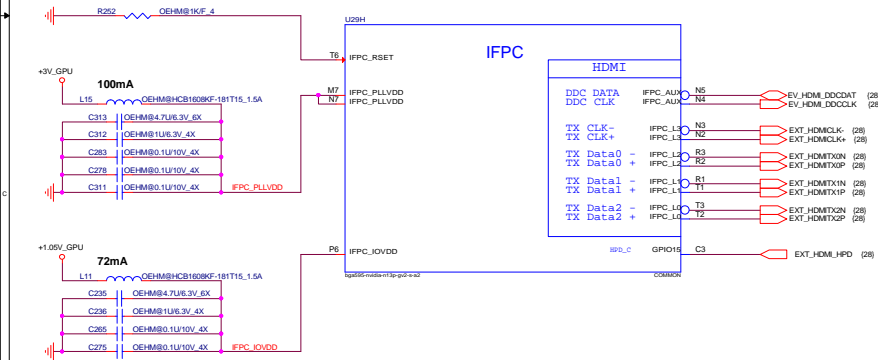 R252 OEHM@1K/F_4
U29H
IFPC
T6 IFPC_RSET
HDMI
+3V_GPU
100mA
L15 OEHM@HCB1608KF-181T15_1.5A
M7 IFPC_PLLVDD
N7 IFPC_PLLVDD
C313 OEHM@4.7U/6.3V_6X
C312 OEHM@1U/6.3V_4X
C283 OEHM@0.1U/10V_4X
C278 OEHM@0.1U/10V_4X
C311 OEHM@0.1U/10V_4X
IFPC_PLLVDD
DDC DATA IFPC_AUX N5 EV_HDMI_DDCDAT (28
DDC CLK IFPC_AUX N4 EV_HDMI_DDCCLK (28
TX CLK- IFPC_L3 N3 EXT_HDMICLK- (28)
TX CLK+ IFPC_L3 N2 EXT_HDMICLK+ (28)
TX Data0 - IFPC_L2 R3 EXT_HDMITX0N (28)
TX Data0 + IFPC_L2 R2 EXT_HDMITX0P (28)
TX Data1 - IFPC_L1 R1 EXT_HDMITX1N (28)
TX Data1 + IFPC_L1 T1 EXT_HDMITX1P (28)
TX Data2 - IFPC_L0 T3 EXT_HDMITX2N (28)
TX Data2 + IFPC_L0 T2 EXT_HDMITX2P (28)
C
+1.05V_GPU
72mA
L11 OEHM@HCB1608KF-181T15_1.5A
P6 IFPC_IOVDD
HPD_C GPIO15 C3 EXT_HDMI_HPD (28)
bga595-nvidia-n13p-gv2-s-a2
COMMON
C235 OEHM@4.7U/6.3V_6X
C236 OEHM@1U/6.3V_4X
C265 OEHM@0.1U/10V_4X
C275 OEHM@0.1U/10V_4X
IFPC_IOVDD